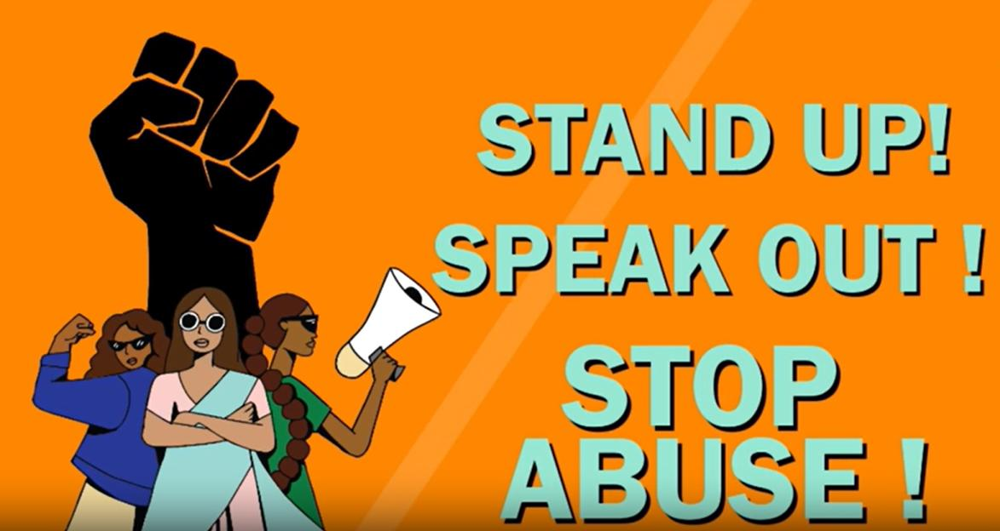 STAND UP!
SPEAK OUT !
STOP
ABUSE !